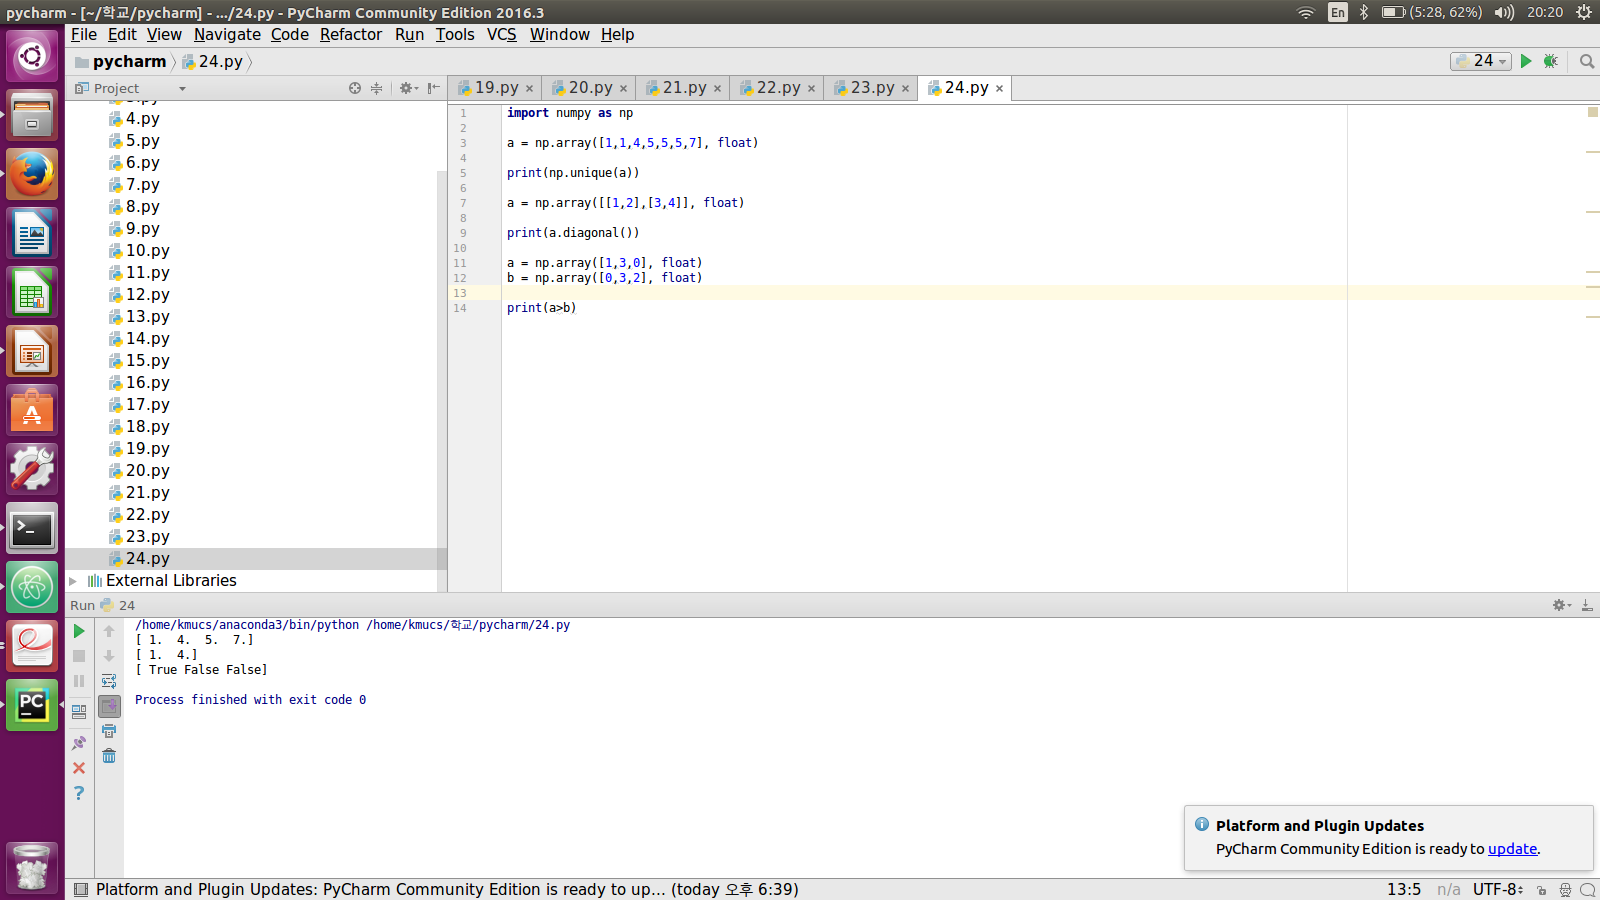 pycharm - [~/학교/pycharm] - .../24.py - PyCharm Community Edition 2016.3
En
(5:28, 62%)
20:20
File Edit View Navigate Code Refactor Run Tools VCS Window Help
pycharm 24.py
24
Project
19.py 20.py 21.py 22.py 23.py 24.py
4.py
5.py
6.py
7.py
8.py
9.py
10.py
11.py
12.py
13.py
14.py
15.py
16.py
17.py
18.py
19.py
20.py
21.py
22.py
23.py
24.py
External Libraries
1 import numpy as np
2
3 a = np.array([1,1,4,5,5,5,7], float)
4
5 print(np.unique(a))
6
7 a = np.array([[1,2],[3,4]], float)
8
9 print(a.diagonal())
10
11 a = np.array([1,3,0], float)
12 b = np.array([0,3,2], float)
13
14 print(a>b)
Run 24
/home/kmucs/anaconda3/bin/python /home/kmucs/학교/pycharm/24.py
[ 1.  4.  5.  7.]
[ 1.  4.]
[ True False False]
Process finished with exit code 0
PC
Platform and Plugin Updates
PyCharm Community Edition is ready to update.
Platform and Plugin Updates: PyCharm Community Edition is ready to up... (today 오후 6:39)
13:5 n/a UTF-8